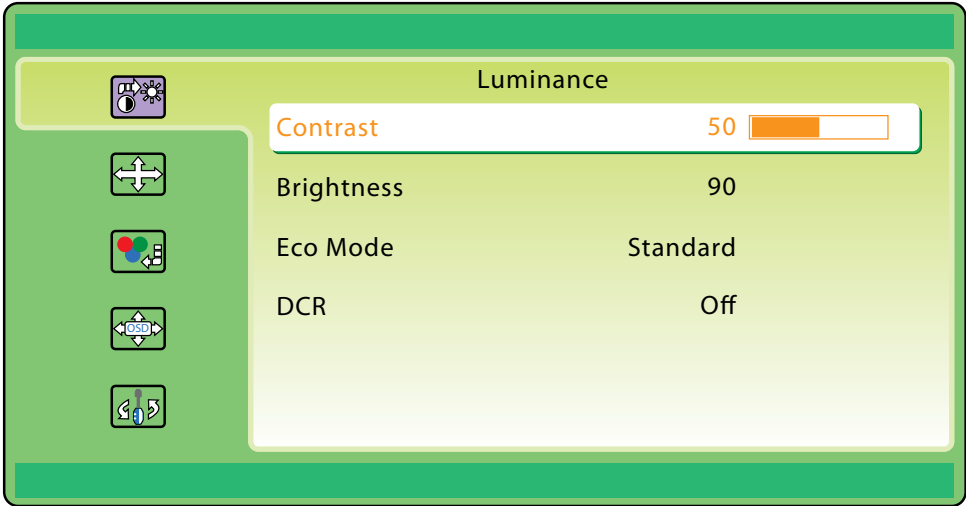 Luminance
Contrast 50
Brightness 90
Eco Mode Standard
DCR Off
OSD